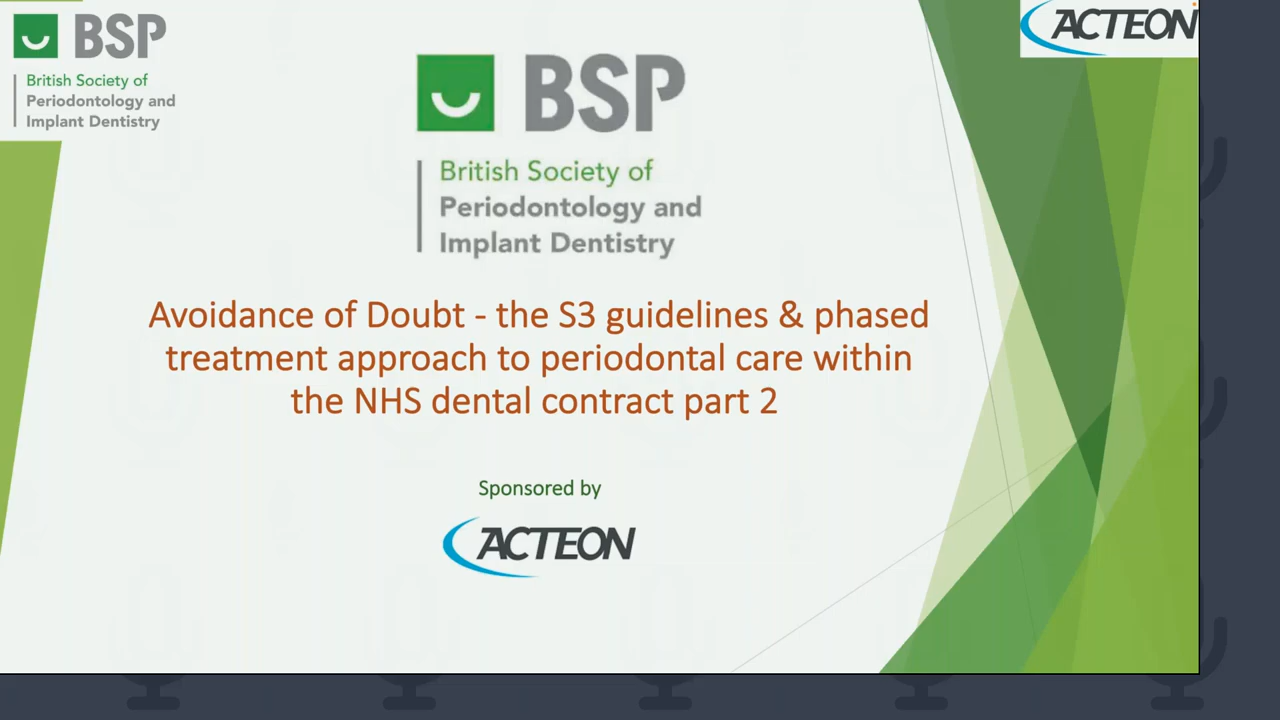 BSP
British Society of
Periodontology and
Implant Dentistry
ACTEON
BSP
British Society of
Periodontology and
Implant Dentistry
Avoidance of Doubt - the S3 guidelines & phased
treatment approach to periodontal care within
the NHS dental contract part 2
Sponsored by
ACTEON